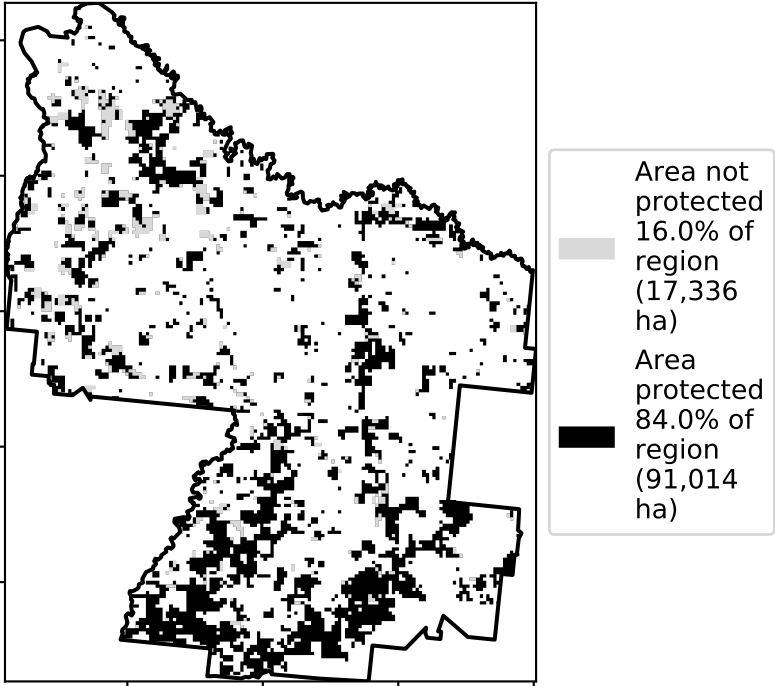 Area not
protected
16.0% of
region
(17,336
ha)
Area
protected
84.0% of
region
(91,014
ha)